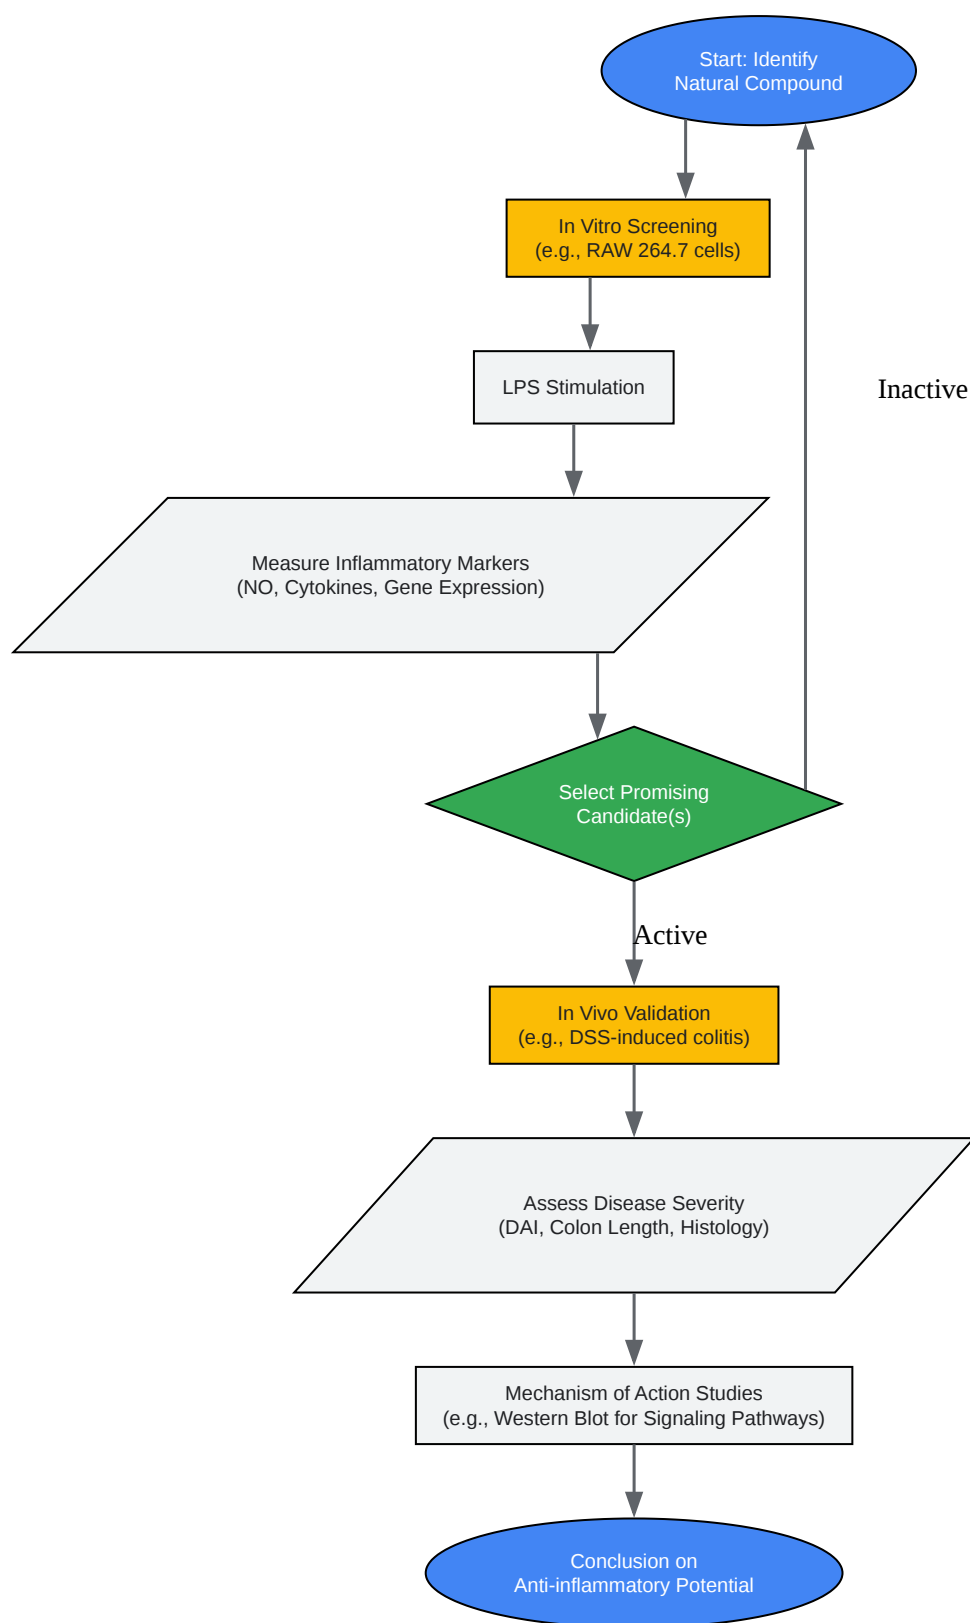 Start: Identify
Natural Compound
In Vitro Screening
(e.g., RAW 264.7 cells)
LPS Stimulation
Inactive
Measure Inflammatory Markers
(NO, Cytokines, Gene Expression)
Select Promising
Candidate(s)
Active
In Vivo Validation
(e.g., DSS-induced colitis)
Assess Disease Severity
(DAI, Colon Length, Histology)
Mechanism of Action Studies
(e.g., Western Blot for Signaling Pathways)
Conclusion on
Anti-inflammatory Potential